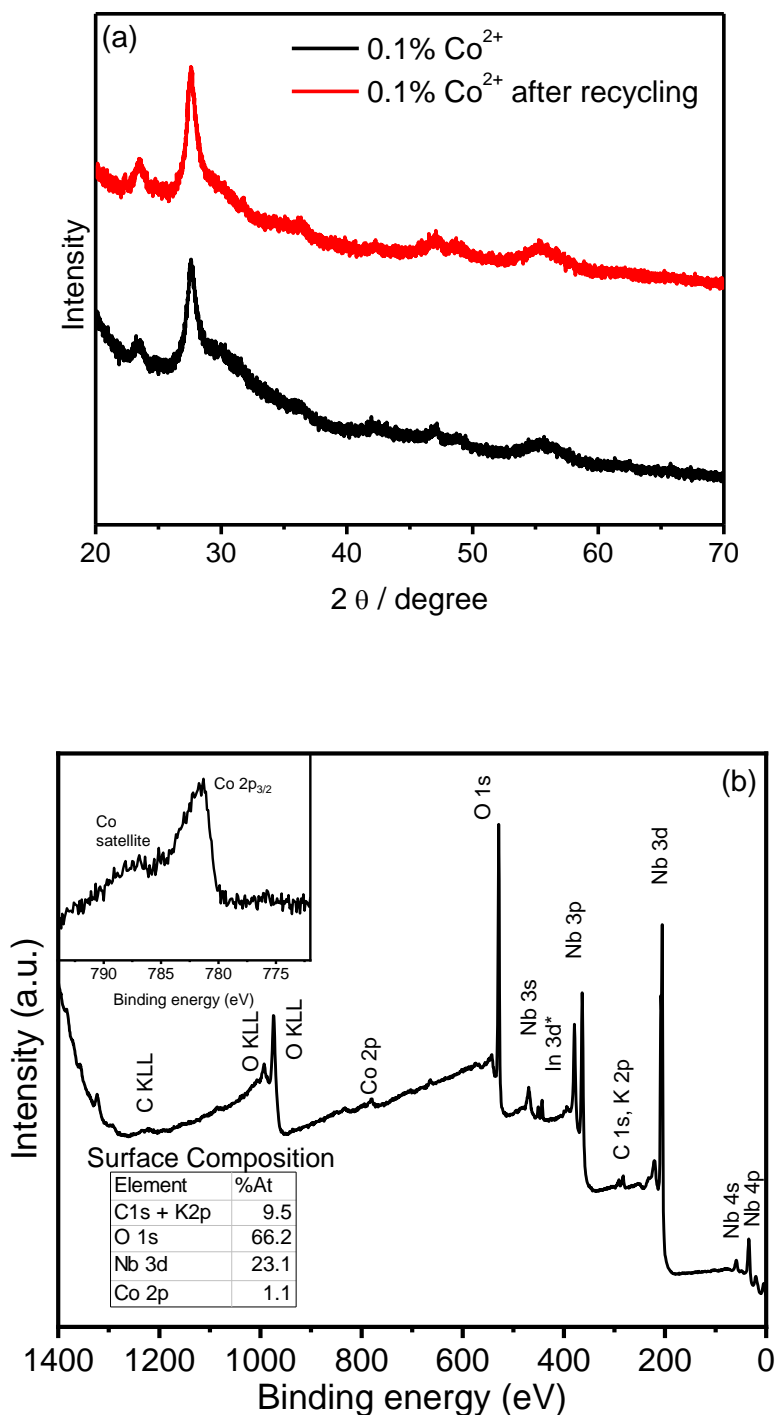 (a)
0.1% Co²⁺
0.1% Co²⁺ after recycling
Intensity
20 30 40 50 60 70
2 θ / degree
(b)
Co 2p₃/₂
Co
satellite
790 785 780 775
Binding energy (eV)
C KLL
O KLL
O KLL
Co 2p
O 1s
Nb 3s
In 3d*
Nb 3p
C 1s, K 2p
Nb 3d
Nb 4s
Nb 4p
Intensity (a.u.)
Surface Composition
Element %At
C1s + K2p 9.5
O 1s 66.2
Nb 3d 23.1
Co 2p 1.1
1400 1200 1000 800 600 400 200 0
Binding energy (eV)